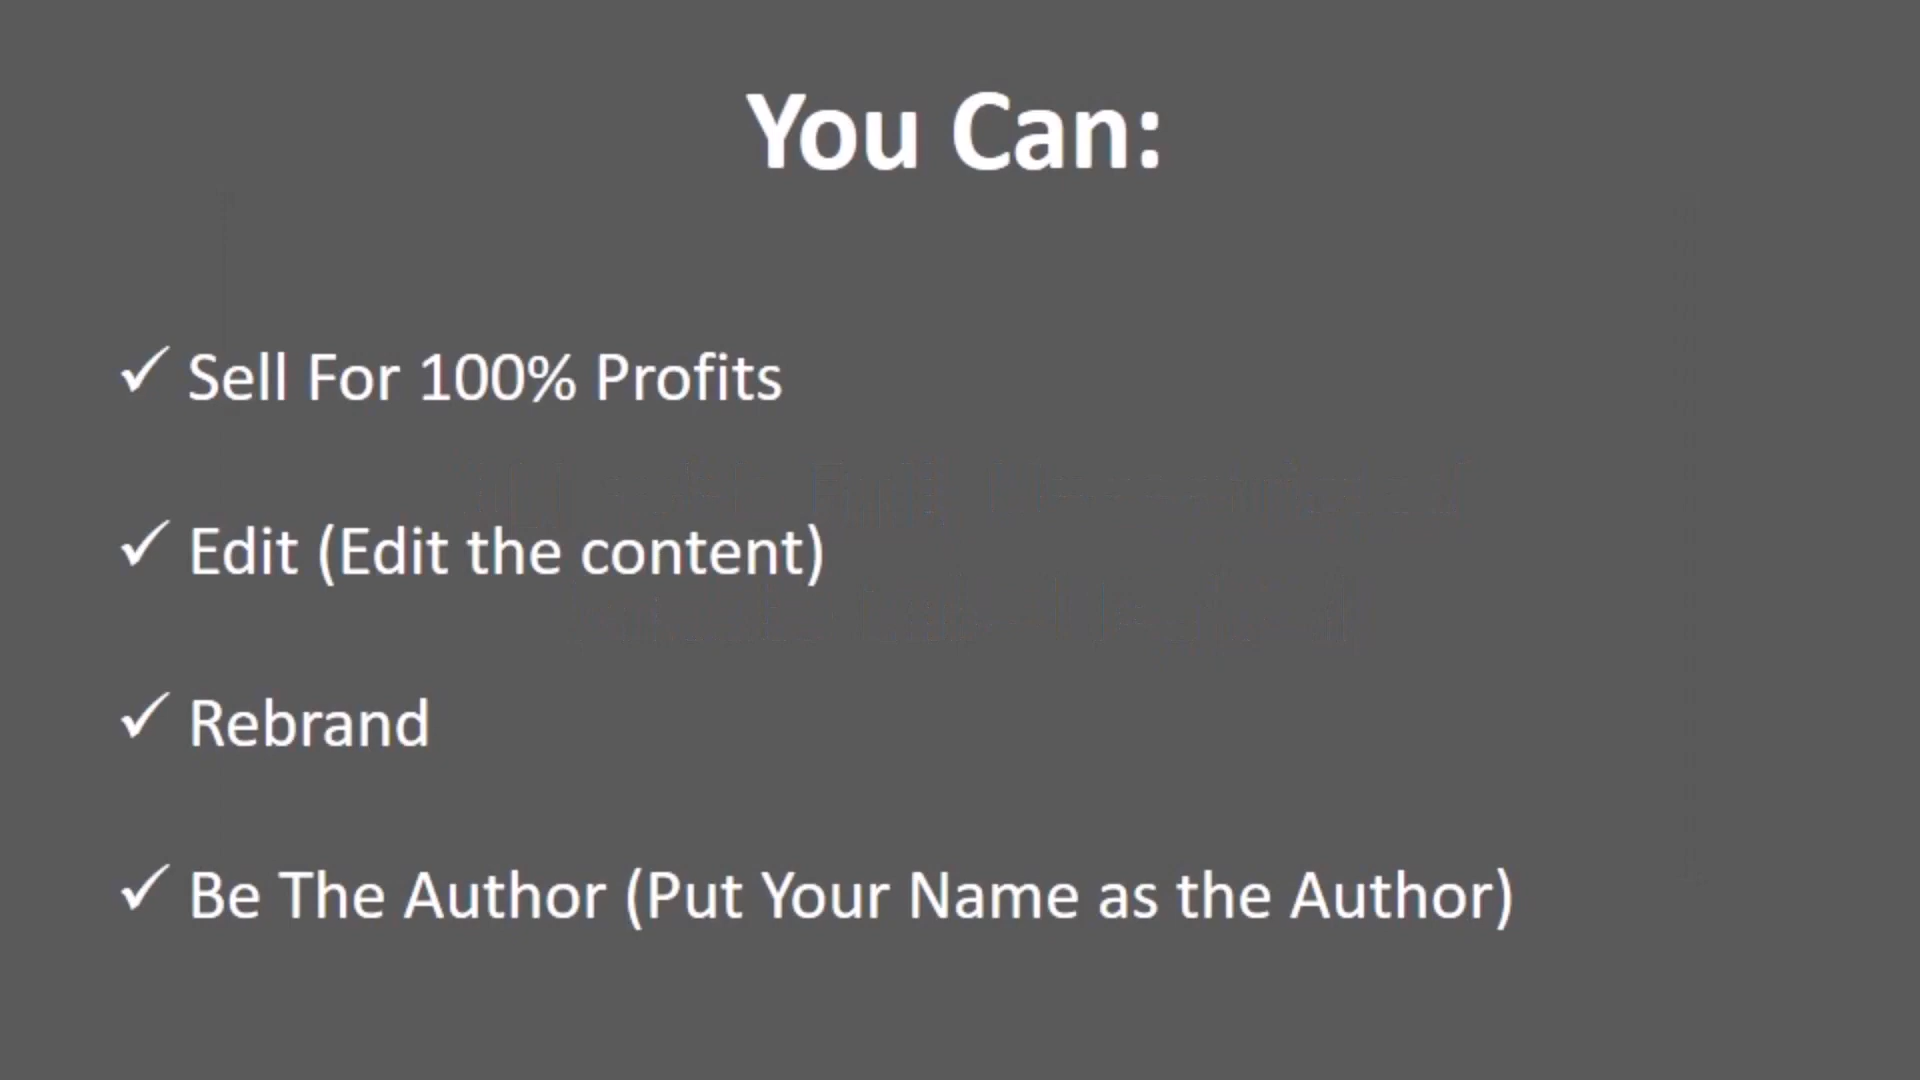 You Can:
✓ Sell For 100% Profits
✓ Edit (Edit the content)
✓ Rebrand
✓ Be The Author (Put Your Name as the Author)